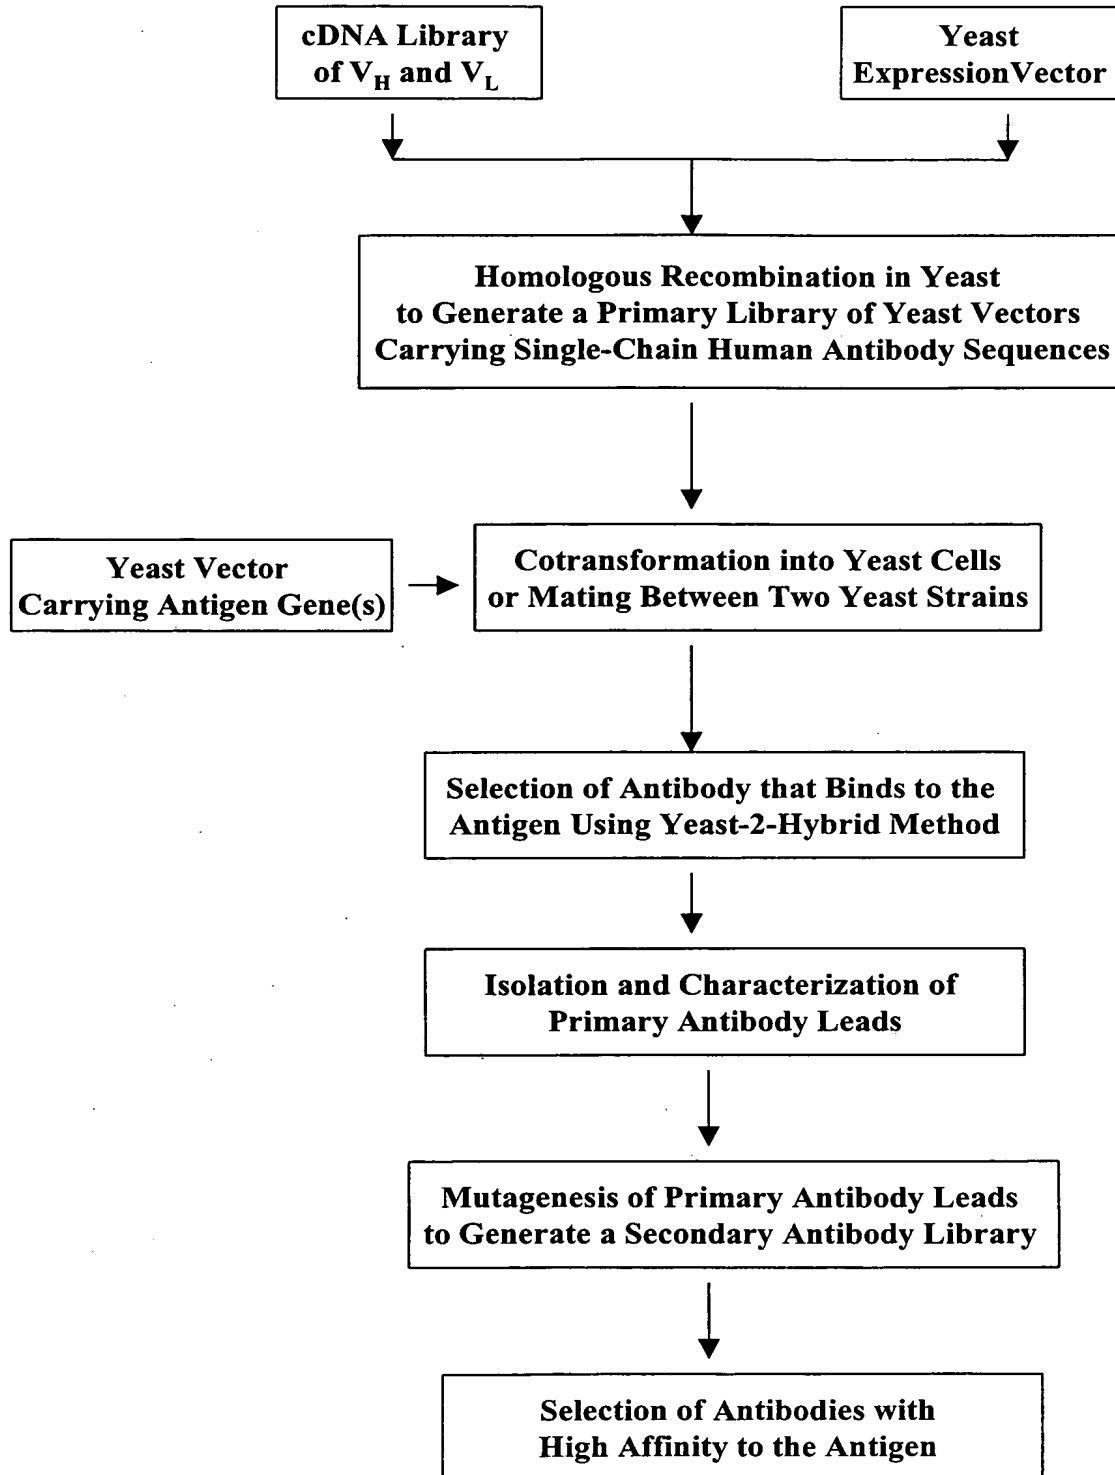 cDNA Library
of V_H and V_L
Yeast
ExpressionVector
Homologous Recombination in Yeast
to Generate a Primary Library of Yeast Vectors
Carrying Single-Chain Human Antibody Sequences
Yeast Vector
Carrying Antigen Gene(s)
Cotransformation into Yeast Cells
or Mating Between Two Yeast Strains
Selection of Antibody that Binds to the
Antigen Using Yeast-2-Hybrid Method
Isolation and Characterization of
Primary Antibody Leads
Mutagenesis of Primary Antibody Leads
to Generate a Secondary Antibody Library
Selection of Antibodies with
High Affinity to the Antigen